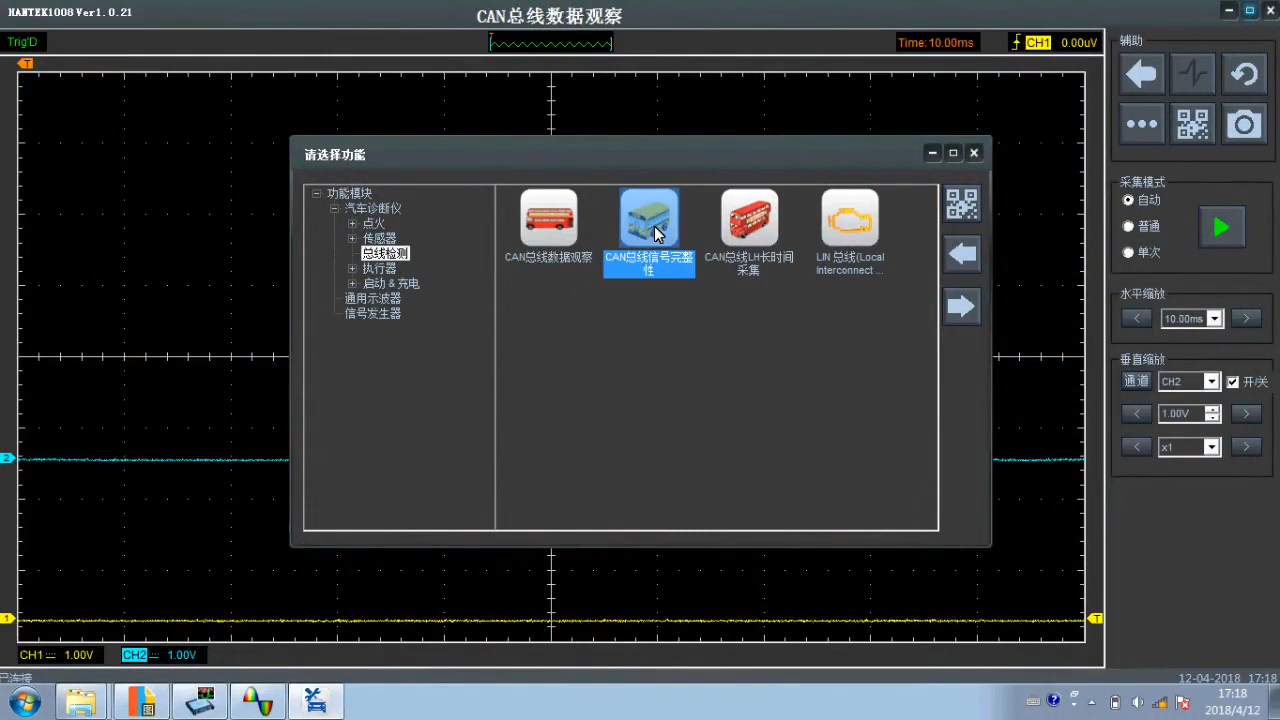 HANTEK1008 Ver1.0.21
CAN总线数据观察
Trig'D
T
Time:10.00ms
CH1
0.00uV
T
请选择功能
功能模块
汽车诊断仪
点火
传感器
总线检测
执行器
启动 & 充电
通用示波器
信号发生器
CAN总线数据观察
CAN总线信号完整
性
CAN总线LH长时间
采集
LIN 总线(Local
Interconnect ...
辅助
采集模式
自动
普通
单次
水平缩放
<
10.00ms
>
垂直缩放
通道
CH2
开/关
<
1.00V
>
<
x1
>
2
1
T
CH1
1.00V
CH2
1.00V
已连接
12-04-2018 17:18
17:18
2018/4/12